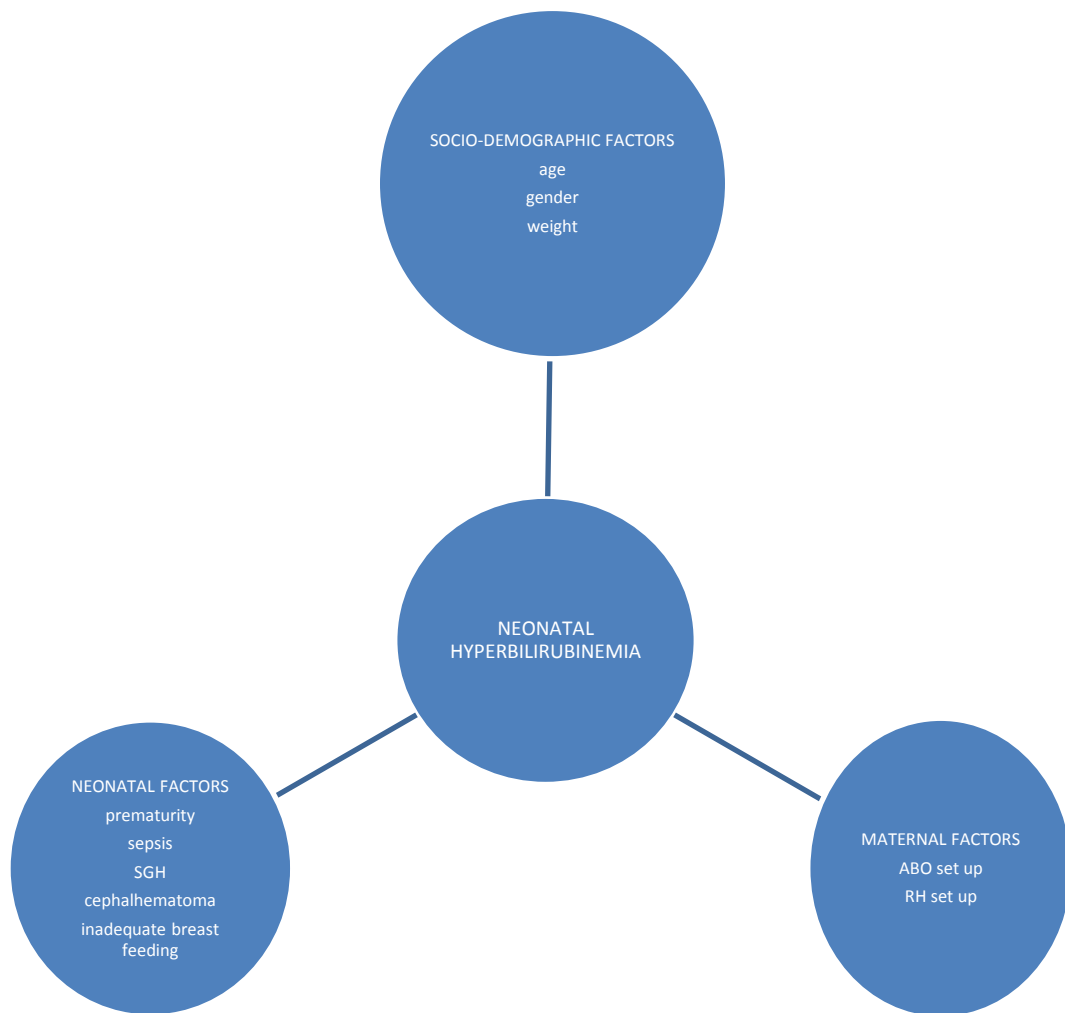 SOCIO-DEMOGRAPHIC FACTORS
age
gender
weight
NEONATAL
HYPERBILIRUBINEMIA
NEONATAL FACTORS
prematurity
sepsis
SGH
cephalhematoma
inadequate breast
feeding
MATERNAL FACTORS
ABO set up
RH set up